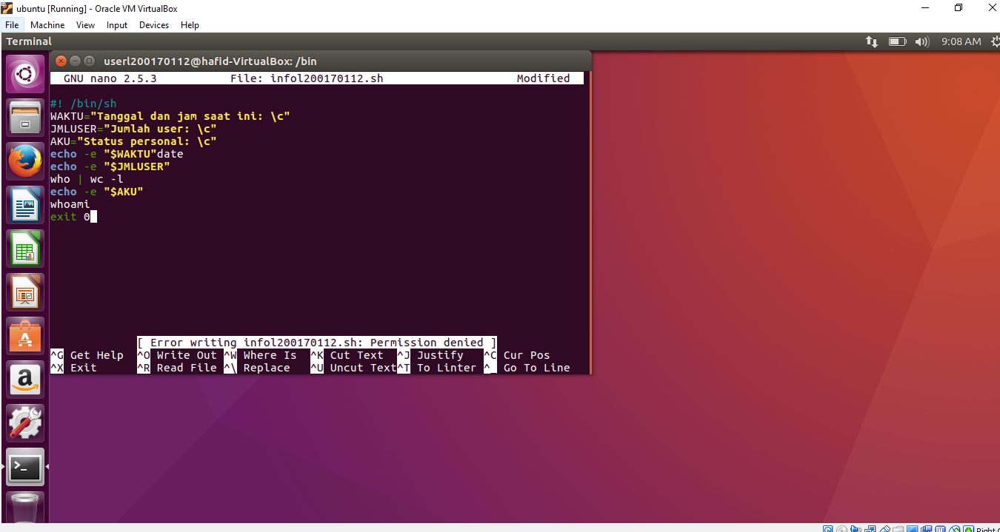 ubuntu [Running] - Oracle VM VirtualBox
File Machine View Input Devices Help
Terminal 9:08 AM
userl200170112@hafid-VirtualBox: /bin
GNU nano 2.5.3 File: infol200170112.sh Modified
#! /bin/sh
WAKTU="Tanggal dan jam saat ini: \c"
JMLUSER="Jumlah user: \c"
AKU="Status personal: \c"
echo -e "$WAKTU"date
echo -e "$JMLUSER"
who | wc -l
echo -e "$AKU"
whoami
exit 0
[ Error writing infol200170112.sh: Permission denied ]
^G Get Help ^O Write Out ^W Where Is ^K Cut Text ^J Justify ^C Cur Pos
^X Exit ^R Read File ^\ Replace ^U Uncut Text ^T To Linter ^_ Go To Line
Right